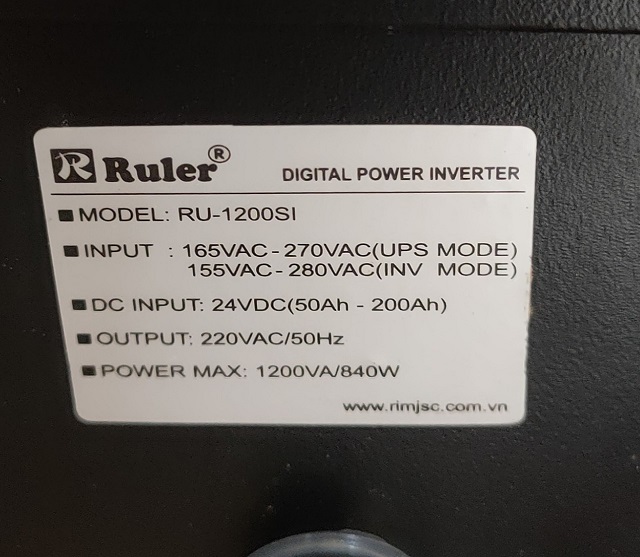 R Ruler® DIGITAL POWER INVERTER
MODEL: RU-1200SI
INPUT : 165VAC-270VAC(UPS MODE)
155VAC-280VAC(INV MODE)
DC INPUT: 24VDC(50Ah - 200Ah)
OUTPUT: 220VAC/50Hz
POWER MAX: 1200VA/840W
www.rimjsc.com.vn